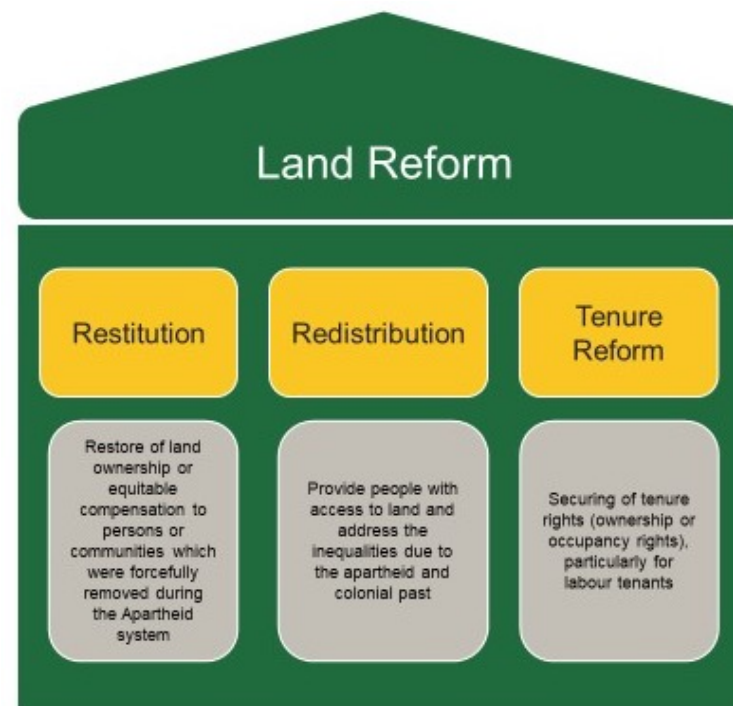 Land Reform
Restitution
Redistribution
Tenure
Reform
Restore of land
ownership or
equitable
compensation to
persons or
communities which
were forcefully
removed during
the Apartheid
system
Provide people with
access to land and
address the
inequalities due to
the apartheid and
colonial past
Securing of tenure
rights (ownership or
occupancy rights),
particularly for
labour tenants